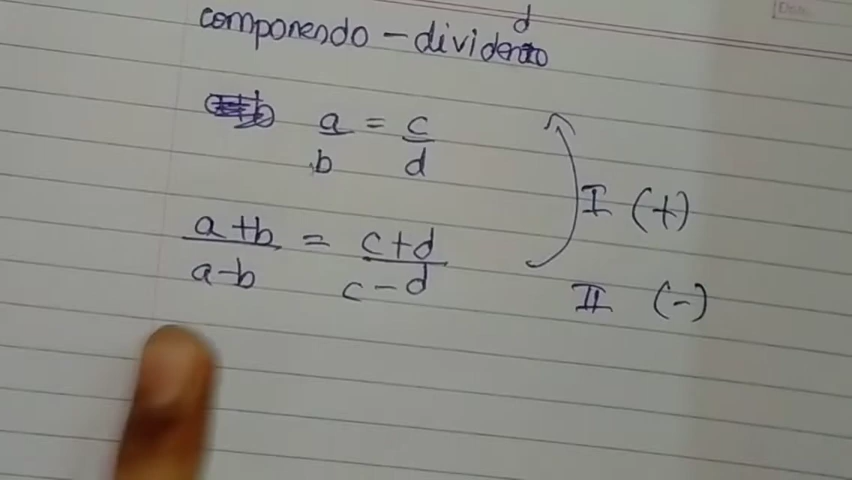 componendo - dividendo
a/b = c/d
a+b/a-b = c+d/c-d
I (+)
II (-)